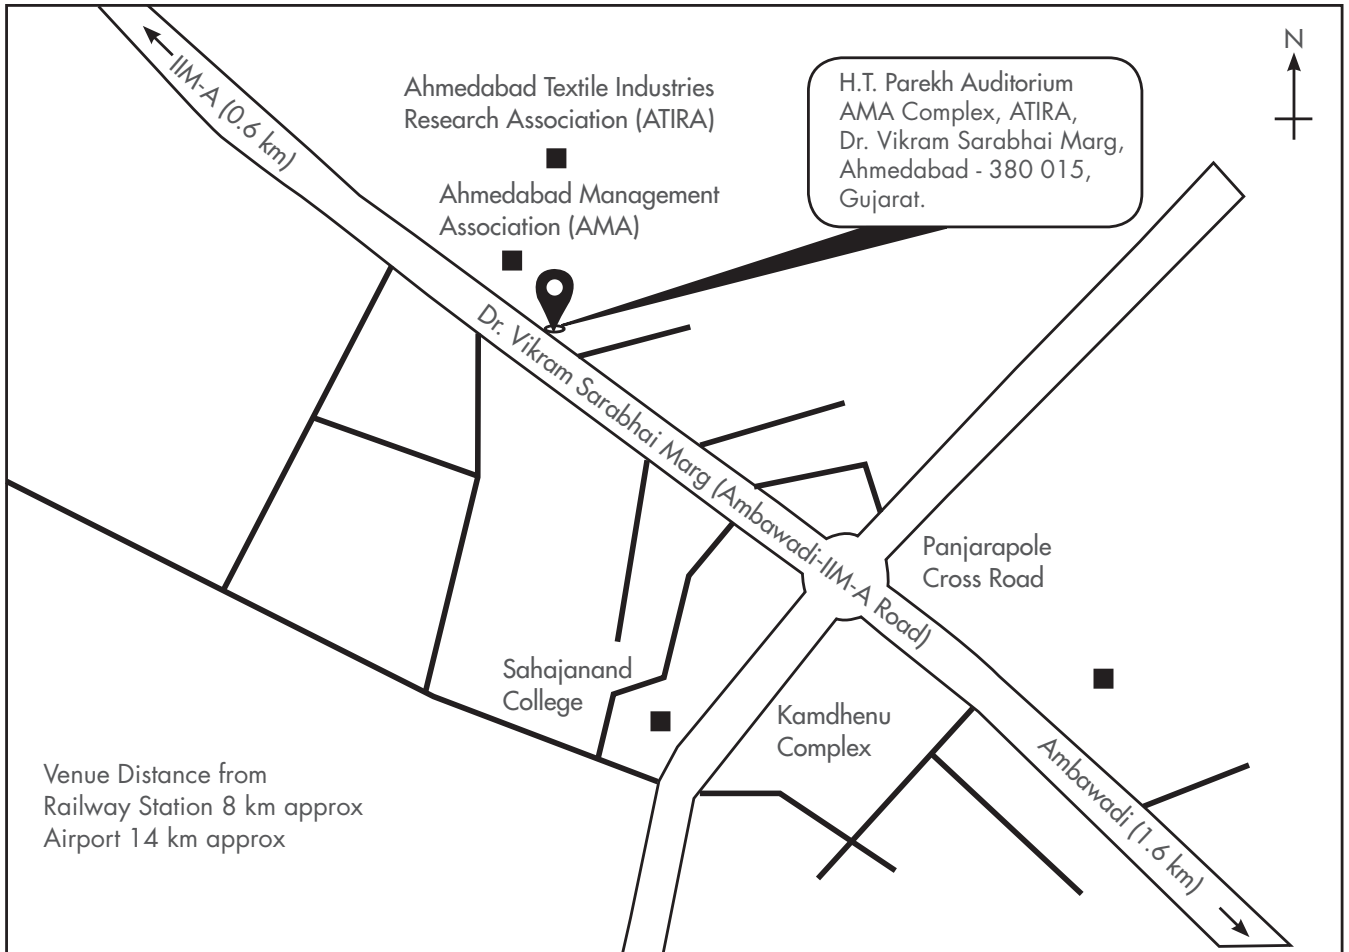 N
IIM-A (0.6 km)
Ahmedabad Textile Industries
Research Association (ATIRA)
H.T. Parekh Auditorium
AMA Complex, ATIRA,
Dr. Vikram Sarabhai Marg,
Ahmedabad - 380 015,
Gujarat.
Ahmedabad Management
Association (AMA)
Dr. Vikram Sarabhai Marg (Ambawadi-IIM-A Road)
Panjarapole
Cross Road
Sahajanand
College
Kamdhenu
Complex
Ambawadi (1.6 km)
Venue Distance from
Railway Station 8 km approx
Airport 14 km approx